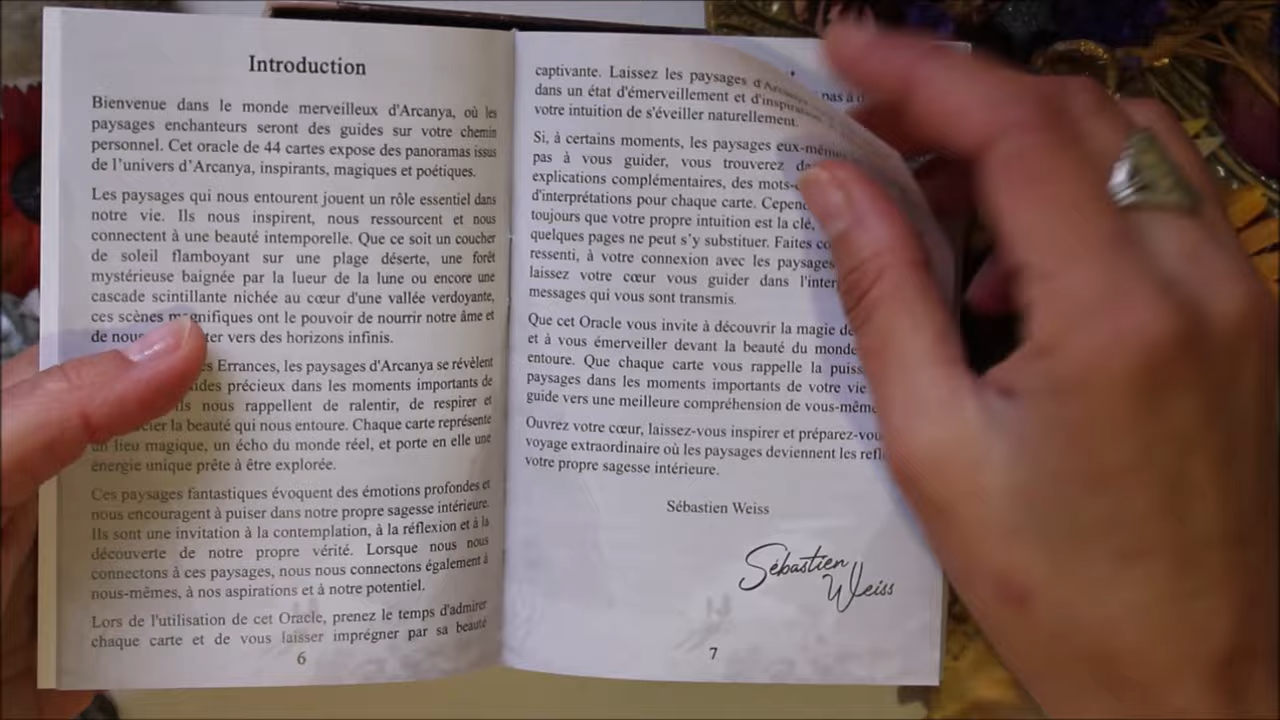 Introduction
Bienvenue dans le monde merveilleux d'Arcanya, où les
paysages enchanteurs seront des guides sur votre chemin
personnel. Cet oracle de 44 cartes expose des panoramas issus
de l'univers d'Arcanya, inspirants, magiques et poétiques.
Les paysages qui nous entourent jouent un rôle essentiel dans
notre vie. Ils nous inspirent, nous ressourcent et nous
connectent à une beauté intemporelle. Que ce soit un coucher
de soleil flamboyant sur une plage déserte, une forêt
mystérieuse baignée par la lueur de la lune ou encore une
cascade scintillante nichée au cœur d'une vallée verdoyante,
ces scènes magnifiques ont le pouvoir de nourrir notre âme et
de nous ter vers des horizons infinis.
Errances, les paysages d'Arcanya se révèlent
précieux dans les moments importants de
nous rappellent de ralentir, de respirer et
la beauté qui nous entoure. Chaque carte représente
un lieu magique, un écho du monde réel, et porte en elle une
énergie unique prête à être explorée.
Ces paysages fantastiques évoquent des émotions profondes et
nous encouragent à puiser dans notre propre sagesse intérieure.
Ils sont une invitation à la contemplation, à la réflexion et à la
découverte de notre propre vérité. Lorsque nous nous
connectons à ces paysages, nous nous connectons également à
nous-mêmes, à nos aspirations et à notre potentiel.
Lors de l'utilisation de cet Oracle, prenez le temps d'admirer
chaque carte et de vous laisser imprégner par sa beauté
6
captivante. Laissez les paysages d'Arcanya pas à
dans un état d'émerveillement et d'inspiration
votre intuition de s'éveiller naturellement.
Si, à certains moments, les paysages eux-mêmes
pas à vous guider, vous trouverez
explications complémentaires, des
d'interprétations pour chaque carte.
toujours que votre propre intuition est la clé,
quelques pages ne peut s'y substituer. Faites
ressenti, à votre connexion avec les paysages
laissez votre cœur vous guider dans
messages qui vous sont transmis.
Que cet Oracle vous invite à découvrir la magie
et à vous émerveiller devant la beauté du monde
entoure. Que chaque carte vous rappelle la
paysages dans les moments importants de votre vie
guide vers une meilleure compréhension de vous-même
Ouvrez votre cœur, laissez-vous inspirer et
voyage extraordinaire où les paysages deviennent les
votre propre sagesse intérieure.
Sébastien Weiss
Sébastien
Weiss
7